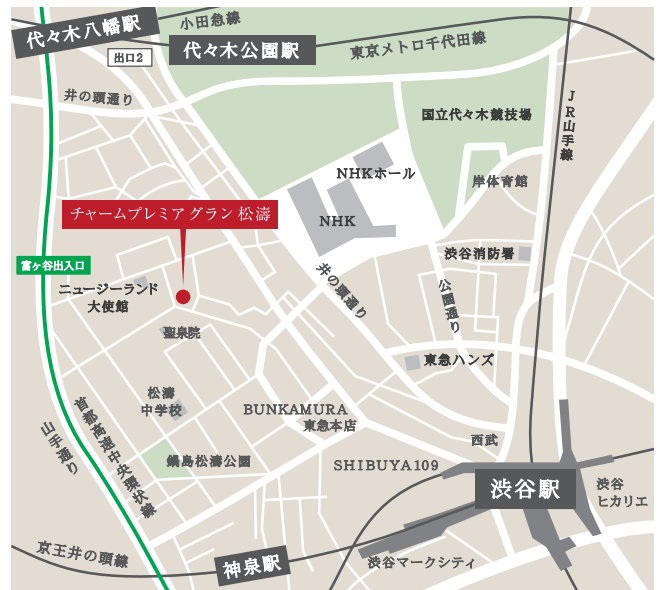 代々木八幡駅
小田急線
代々木公園駅
東京メトロ千代田線
出口2
井の頭通り
JR山手線
国立代々木競技場
NHKホール
岸体育館
チャームプレミア グラン 松濤
NHK
渋谷消防署
富ヶ谷出入口
ニュージーランド
大使館
井の頭通り
公園通り
聖泉院
東急ハンズ
松濤
中学校
BUNKAMURA
東急本店
首都高速中央環状線
山手通り
西武
鍋島松濤公園
SHIBUYA109
渋谷駅
渋谷
ヒカリエ
京王井の頭線
神泉駅
渋谷マークシティ